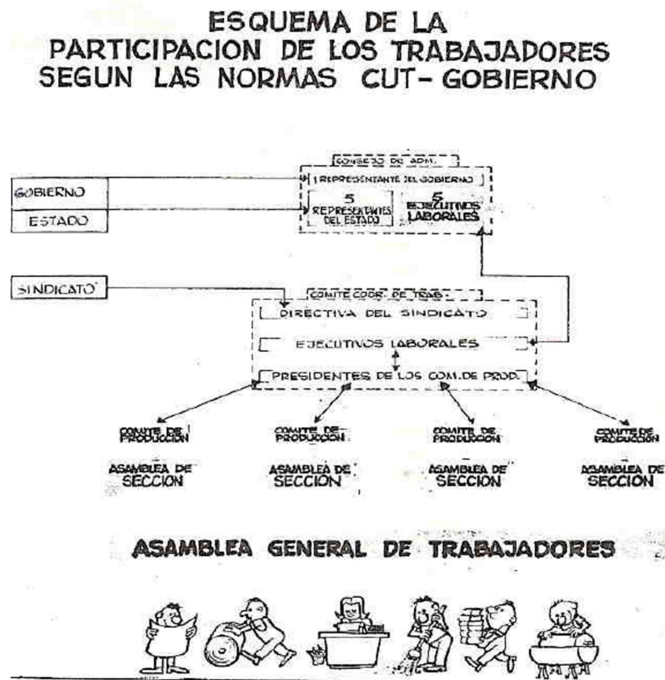 ESQUEMA DE LA
PARTICIPACION DE LOS TRABAJADORES
SEGUN LAS NORMAS CUT-GOBIERNO
CONSEJO DE ADM.
1 REPRESENTANTE DEL GOBIERNO
GOBIERNO
ESTADO
5
REPRESENTANTES
DEL ESTADO
5
EJECUTIVOS
LABORALES
SINDICATO
COMITE COOR. DE TRAB.
DIRECTIVA DEL SINDICATO
EJECUTIVOS LABORALES
PRESIDENTES DE LOS COM. DE PROD.
COMITE DE
PRODUCCION
ASAMBLEA DE
SECCION
COMITE DE
PRODUCCION
ASAMBLEA DE
SECCION
COMITE DE
PRODUCCION
ASAMBLEA DE
SECCION
COMITE DE
PRODUCCION
ASAMBLEA DE
SECCION
ASAMBLEA GENERAL DE TRABAJADORES